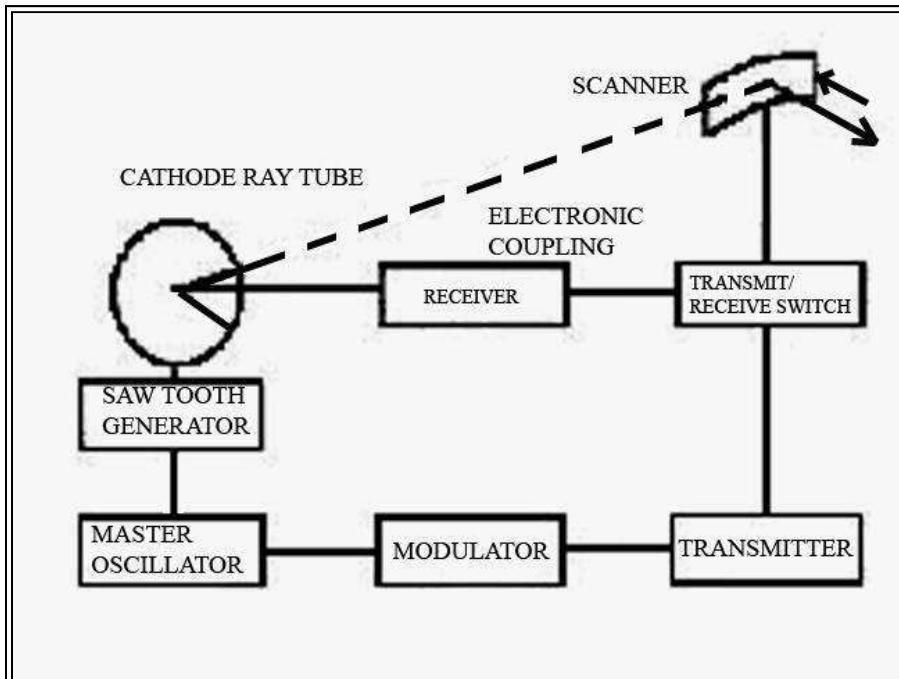 SCANNER
CATHODE RAY TUBE
ELECTRONIC
COUPLING
RECEIVER
TRANSMIT/
RECEIVE SWITCH
SAW TOOTH
GENERATOR
MASTER
OSCILLATOR
MODULATOR
TRANSMITTER